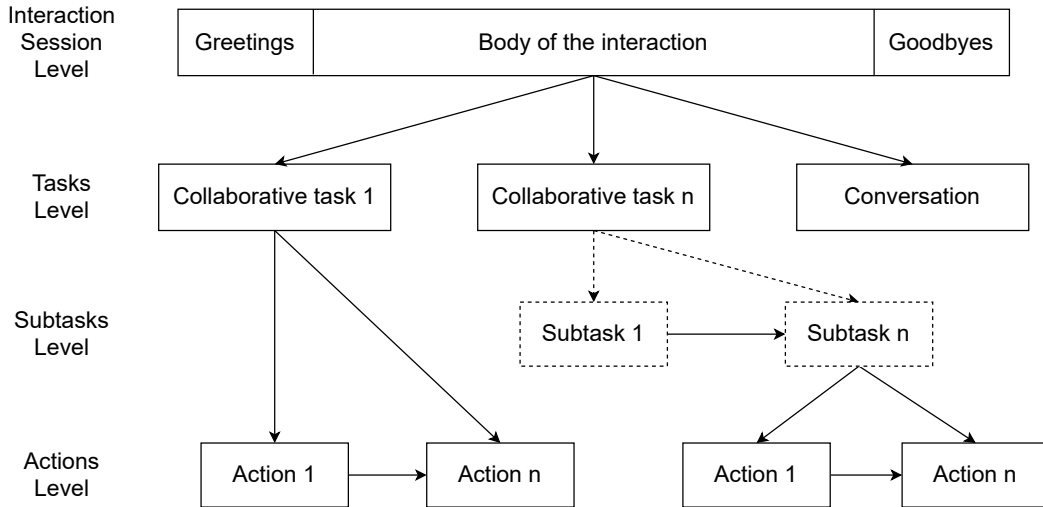 Interaction
Session
Level
Greetings
Body of the interaction
Goodbyes
Tasks
Level
Collaborative task 1
Collaborative task n
Conversation
Subtasks
Level
Subtask 1
Subtask n
Actions
Level
Action 1
Action n
Action 1
Action n